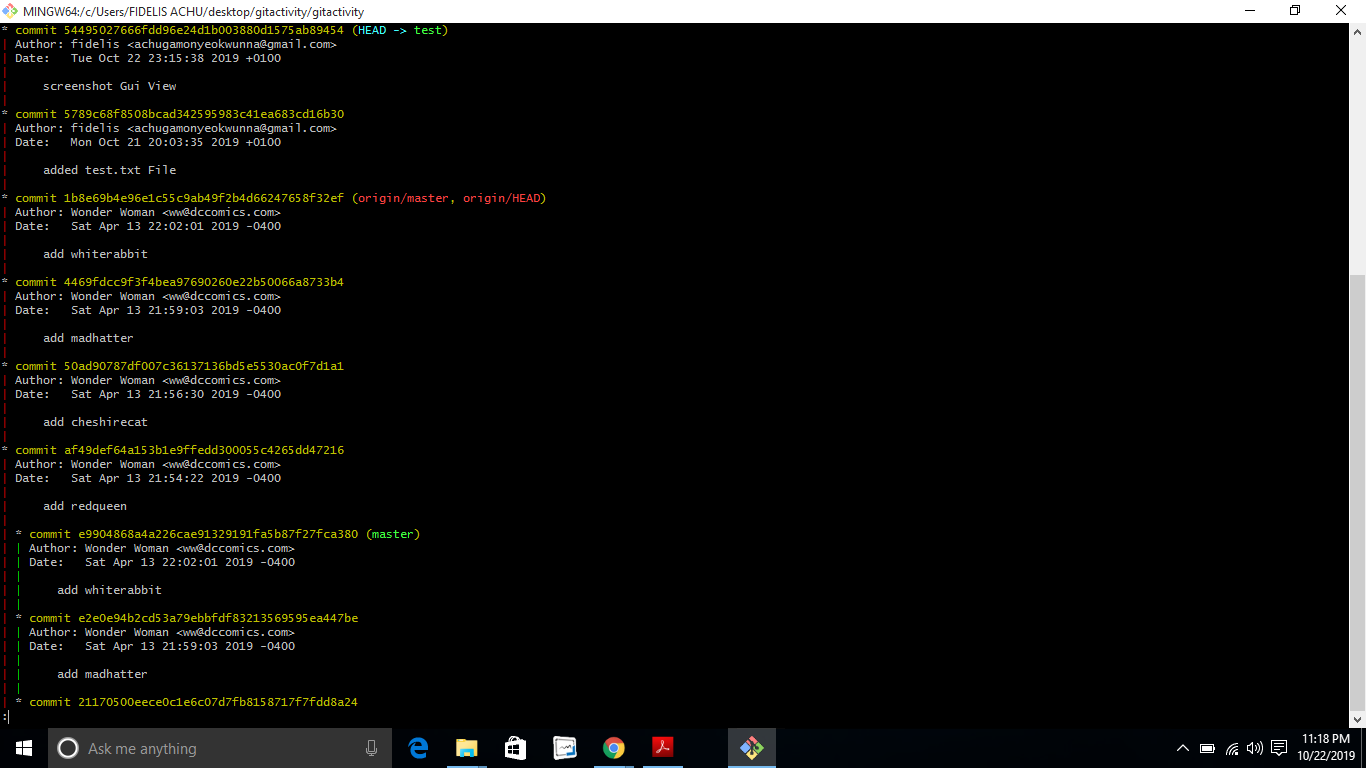 MINGW64:/c/Users/FIDELIS ACHU/desktop/gitactivity/gitactivity
* commit 54495027666fdd96e24d1b003880d1575ab89454 (HEAD -> test)
| Author: fidelis <achugamonyeokwunna@gmail.com>
| Date:   Tue Oct 22 23:15:38 2019 +0100
|
|     screenshot Gui View
|
* commit 5789c68f8508bcad342595983c41ea683cd16b30
| Author: fidelis <achugamonyeokwunna@gmail.com>
| Date:   Mon Oct 21 20:03:35 2019 +0100
|
|     added test.txt File
|
* commit 1b8e69b4e96e1c55c9ab49f2b4d66247658f32ef (origin/master, origin/HEAD)
| Author: Wonder Woman <ww@dccomics.com>
| Date:   Sat Apr 13 22:02:01 2019 -0400
|
|     add whiterabbit
|
* commit 4469fdcc9f3f4bea97690260e22b50066a8733b4
| Author: Wonder Woman <ww@dccomics.com>
| Date:   Sat Apr 13 21:59:03 2019 -0400
|
|     add madhatter
|
* commit 50ad90787df007c36137136bd5e5530ac0f7d1a1
| Author: Wonder Woman <ww@dccomics.com>
| Date:   Sat Apr 13 21:56:30 2019 -0400
|
|     add cheshirecat
|
* commit af49def64a153b1e9ffedd300055c4265dd47216
| Author: Wonder Woman <ww@dccomics.com>
| Date:   Sat Apr 13 21:54:22 2019 -0400
|
|     add redqueen
|
| * commit e9904868a4a226cae91329191fa5b87f27fca380 (master)
| | Author: Wonder Woman <ww@dccomics.com>
| | Date:   Sat Apr 13 22:02:01 2019 -0400
| |
| |     add whiterabbit
| |
| * commit e2e0e94b2cd53a79ebbfdf83213569595ea447be
| | Author: Wonder Woman <ww@dccomics.com>
| | Date:   Sat Apr 13 21:59:03 2019 -0400
| |
| |     add madhatter
| |
| * commit 21170500eece0c1e6c07d7fb8158717f7fdd8a24
:
Ask me anything
11:18 PM
10/22/2019